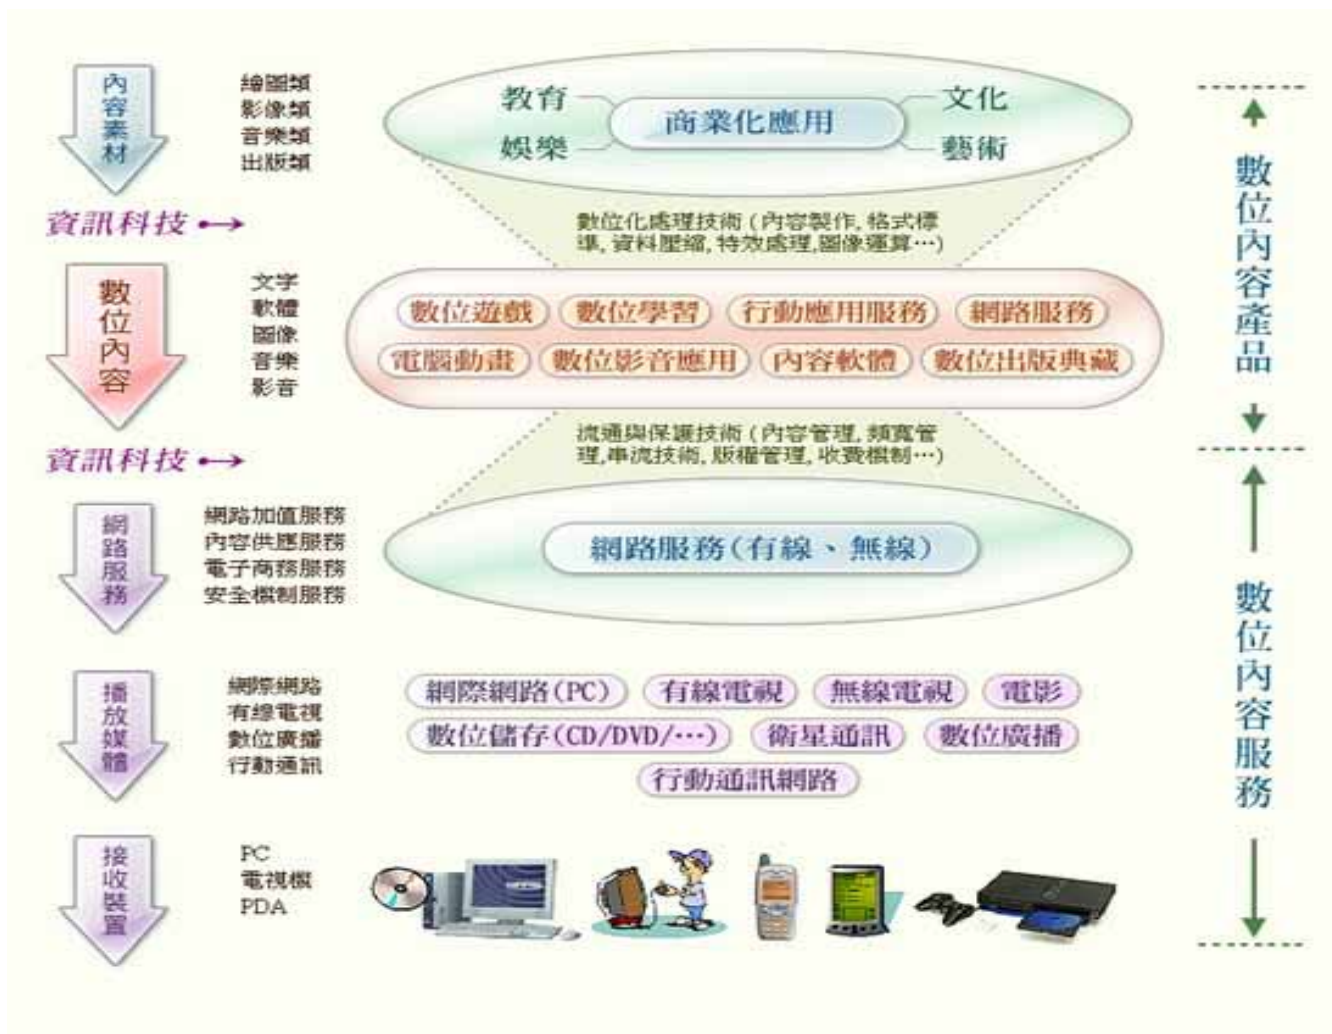 內容素材
繪圖類
影像類
音樂類
出版類
教育
娛樂
商業化應用
文化
藝術
資訊科技
數位化處理技術 (內容製作, 格式標
準, 資料壓縮, 特效處理,圖像運算…)
數位內容
文字
軟體
圖像
音樂
影音
數位遊戲 數位學習 行動應用服務 網路服務
電腦動畫 數位影音應用 內容軟體 數位出版典藏
資訊科技
流通與保護技術 (內容管理, 頻寬管
理,串流技術, 版權管理, 收費機制…)
網路服務
網路加值服務
內容供應服務
電子商務服務
安全機制服務
網路服務(有線、無線)
播放媒體
網際網路
有線電視
數位廣播
行動通訊
網際網路(PC) 有線電視 無線電視 電影
數位儲存(CD/DVD/…) 衛星通訊 數位廣播
行動通訊網路
接收裝置
PC
電視機
PDA
數位內容產品
數位內容服務